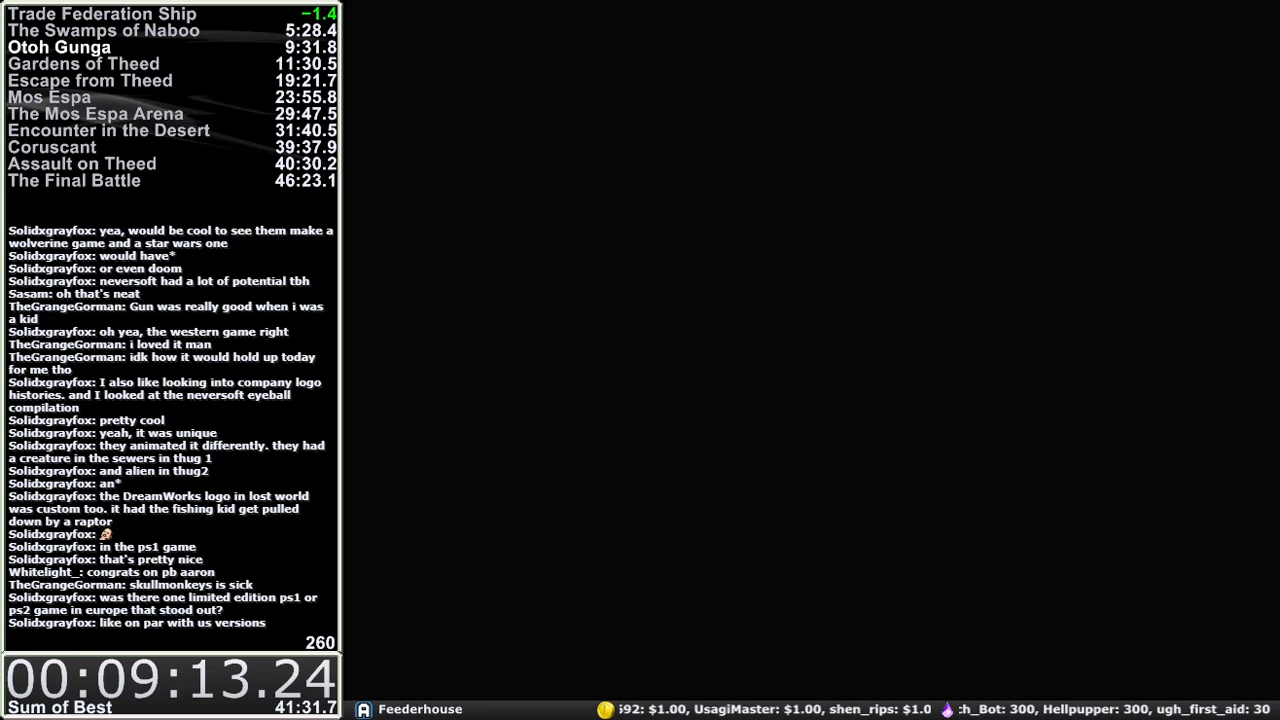 Trade Federation Ship −1.4
The Swamps of Naboo 5:28.4
Otoh Gunga 9:31.8
Gardens of Theed 11:30.5
Escape from Theed 19:21.7
Mos Espa 23:55.8
The Mos Espa Arena 29:47.5
Encounter in the Desert 31:40.5
Coruscant 39:37.9
Assault on Theed 40:30.2
The Final Battle 46:23.1
Solidxgrayfox: yea, would be cool to see them make a
wolverine game and a star wars one
Solidxgrayfox: would have*
Solidxgrayfox: or even doom
Solidxgrayfox: neversoft had a lot of potential tbh
Sasam: oh that's neat
TheGrangeGorman: Gun was really good when i was
a kid
Solidxgrayfox: oh yea, the western game right
TheGrangeGorman: i loved it man
TheGrangeGorman: idk how it would hold up today
for me tho
Solidxgrayfox: I also like looking into company logo
histories. and I looked at the neversoft eyeball
compilation
Solidxgrayfox: pretty cool
Solidxgrayfox: yeah, it was unique
Solidxgrayfox: they animated it differently. they had
a creature in the sewers in thug 1
Solidxgrayfox: and alien in thug2
Solidxgrayfox: an*
Solidxgrayfox: the DreamWorks logo in lost world
was custom too. it had the fishing kid get pulled
down by a raptor
Solidxgrayfox:
Solidxgrayfox: in the ps1 game
Solidxgrayfox: that's pretty nice
Whitelight_: congrats on pb aaron
TheGrangeGorman: skullmonkeys is sick
Solidxgrayfox: was there one limited edition ps1 or
ps2 game in europe that stood out?
Solidxgrayfox: like on par with us versions
260
00:09:13.24
Sum of Best 41:31.7
Feederhouse 592: $1.00, UsagiMaster: $1.00, shen_rips: $1.0 :h_Bot: 300, Hellpupper: 300, ugh_first_aid: 30